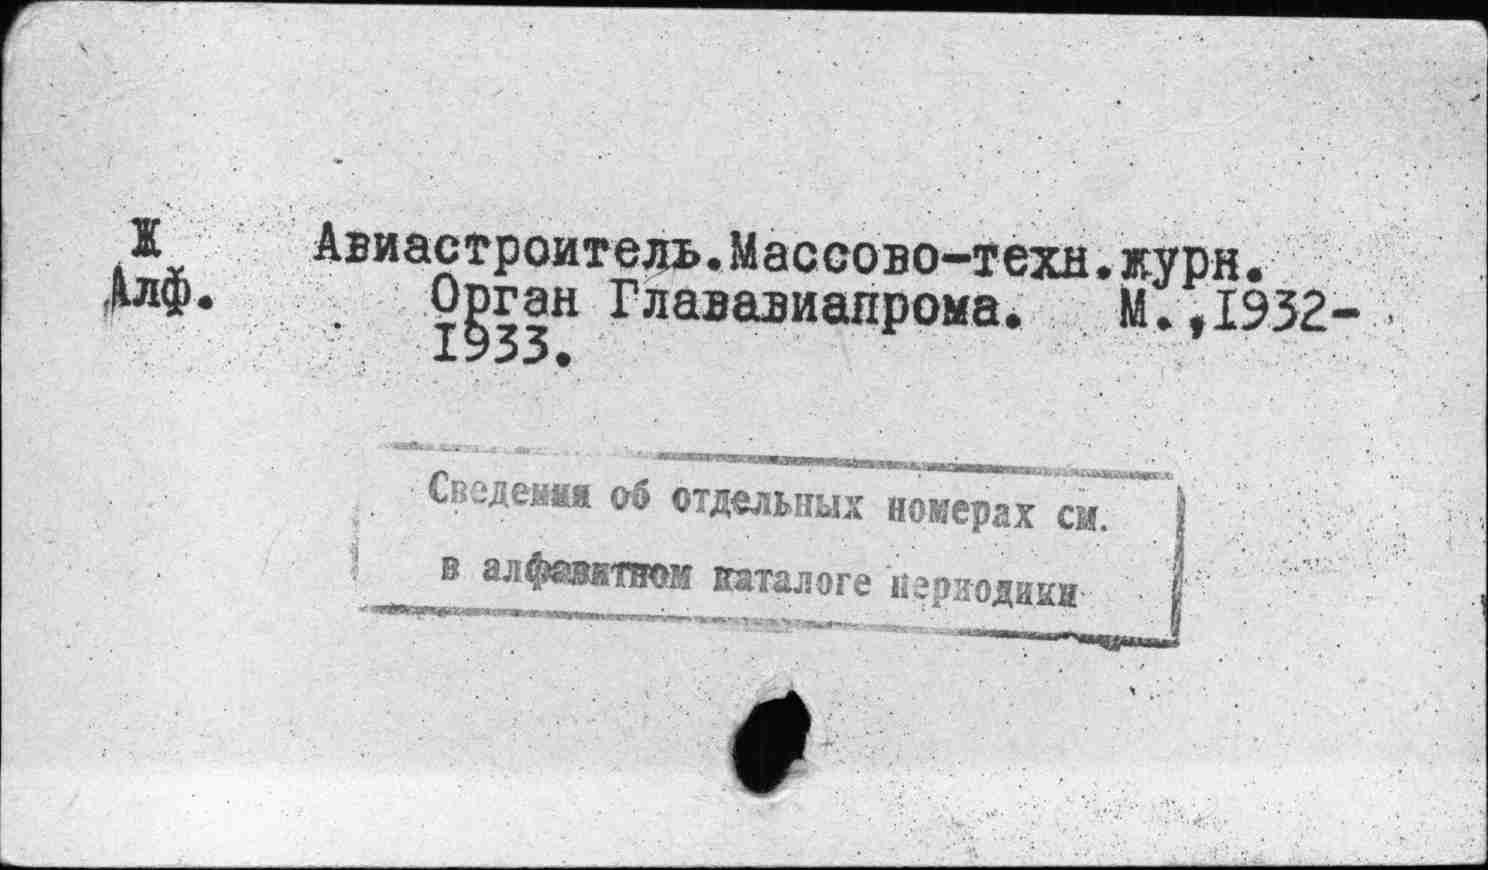 Ж Авиастроитель.Массово-техн.журн.
Алф. Орган Глававиапрома. М.,1932-
1933.
Сведения об отдельных номерах см.
в алфавитном каталоге периодики